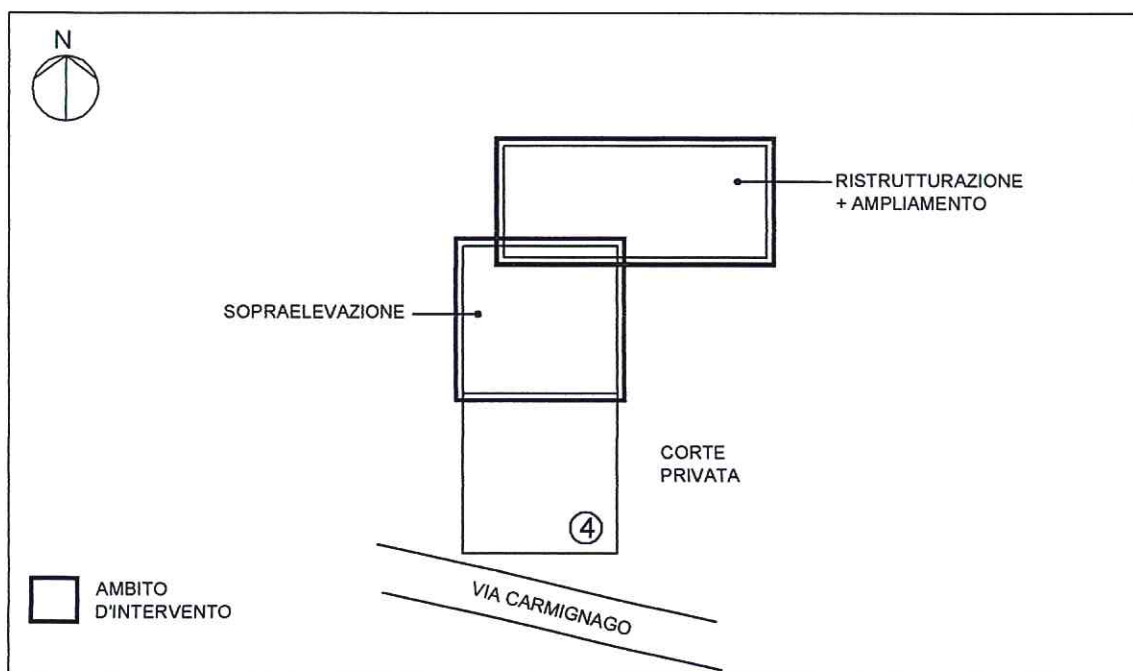 N
RISTRUTTURAZIONE
+ AMPLIAMENTO
SOPRAELEVAZIONE
CORTE
PRIVATA
4
VIA CARMIGNAGO
AMBITO
D'INTERVENTO